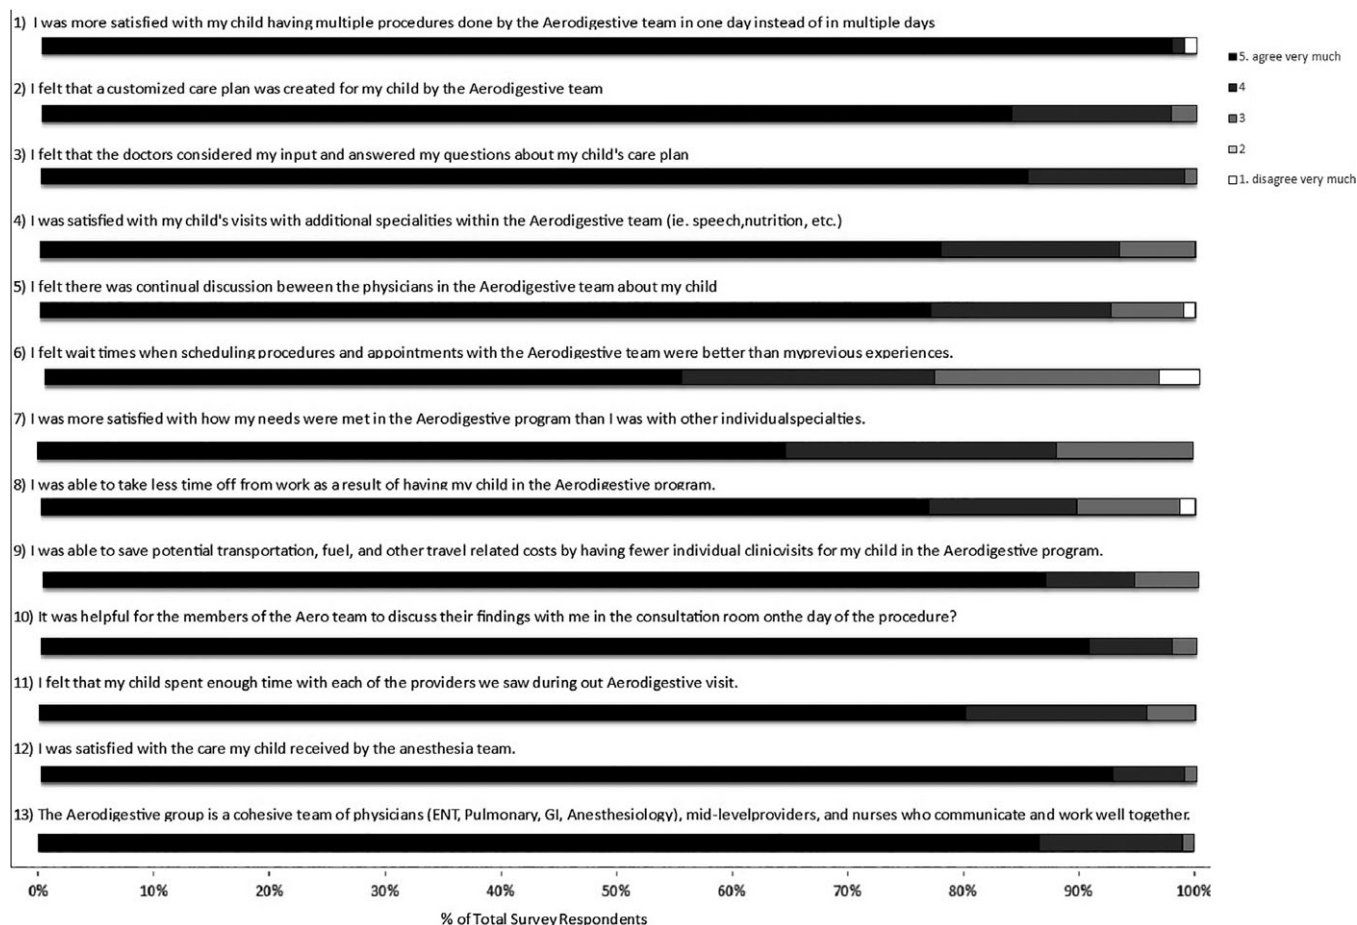 1) I was more satisfied with my child having multiple procedures done by the Aerodigestive team in one day instead of in multiple days
5. agree very much
4
2) I felt that a customized care plan was created for my child by the Aerodigestive team
3
3) I felt that the doctors considered my input and answered my questions about my child's care plan
2
1. disagree very much
4) I was satisfied with my child's visits with additional specialities within the Aerodigestive team (ie. speech,nutrition, etc.)
5) I felt there was continual discussion beween the physicians in the Aerodigestive team about my child
6) I felt wait times when scheduling procedures and appointments with the Aerodigestive team were better than myprevious experiences.
7) I was more satisfied with how my needs were met in the Aerodigestive program than I was with other individualspecialties.
8) I was able to take less time off from work as a result of having my child in the Aerodigestive program.
9) I was able to save potential transportation, fuel, and other travel related costs by having fewer individual clinicvisits for my child in the Aerodigestive program.
10) It was helpful for the members of the Aero team to discuss their findings with me in the consultation room onthe day of the procedure?
11) I felt that my child spent enough time with each of the providers we saw during out Aerodigestive visit.
12) I was satisfied with the care my child received by the anesthesia team.
13) The Aerodigestive group is a cohesive team of physicians (ENT, Pulmonary, GI, Anesthesiology), mid-levelproviders, and nurses who communicate and work well together.
0% 10% 20% 30% 40% 50% 60% 70% 80% 90% 100%
% of Total Survey Respondents